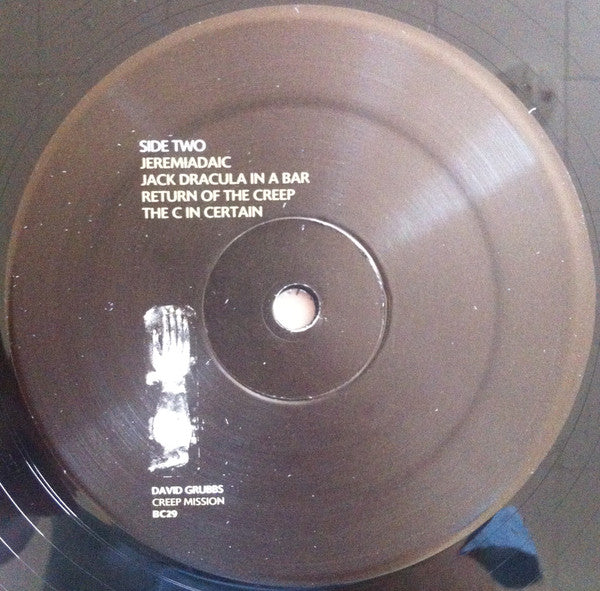 SIDE TWO
JEREMIADAIC
JACK DRACULA IN A BAR
RETURN OF THE CREEP
THE C IN CERTAIN
DAVID GRUBBS
CREEP MISSION
BC29